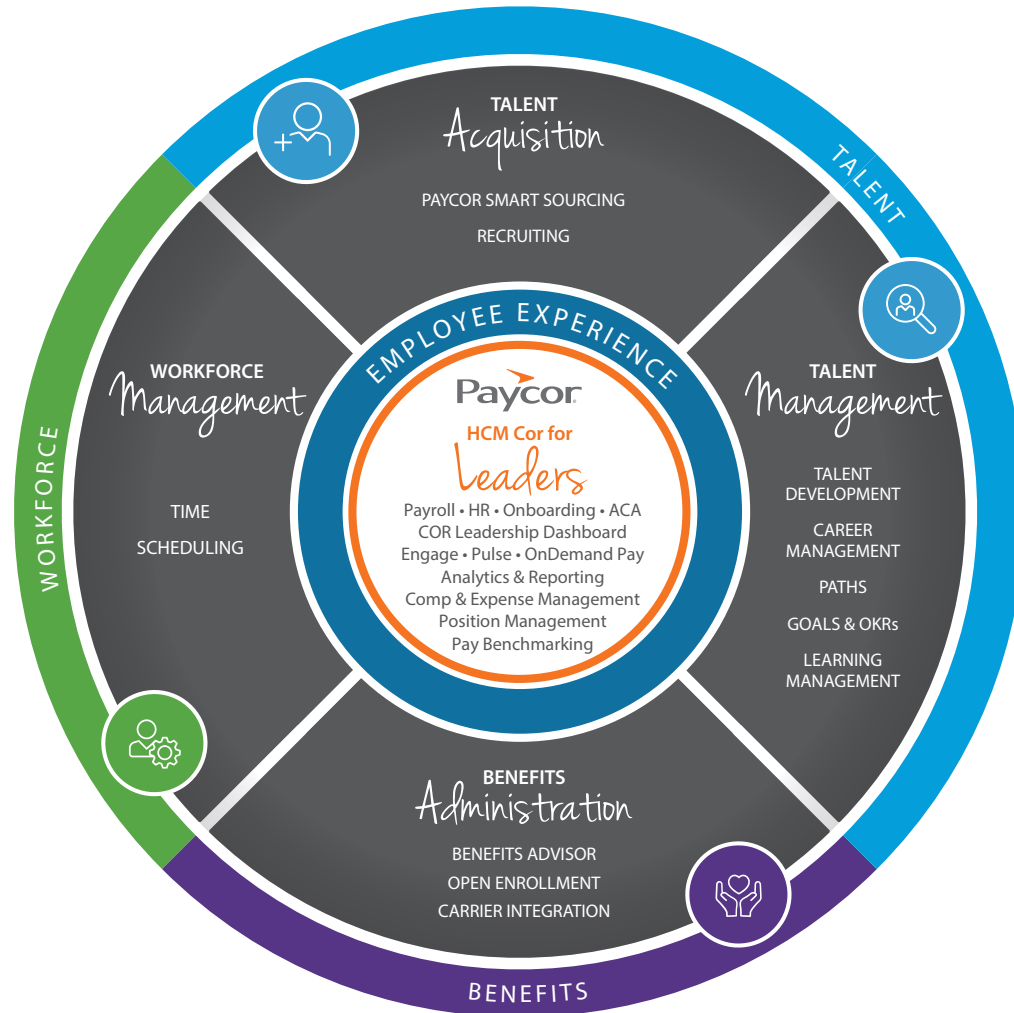 TALENT
Acquisition
PAYCOR SMART SOURCING
RECRUITING
TALENT
EMPLOYEE EXPERIENCE
WORKFORCE
Management
TIME
SCHEDULING
WORKFORCE
Paycor
HCM Cor for
Leaders
Payroll • HR • Onboarding • ACA
COR Leadership Dashboard
Engage • Pulse • OnDemand Pay
Analytics & Reporting
Comp & Expense Management
Position Management
Pay Benchmarking
TALENT
Management
TALENT
DEVELOPMENT
CAREER
MANAGEMENT
PATHS
GOALS & OKRs
LEARNING
MANAGEMENT
BENEFITS
Administration
BENEFITS ADVISOR
OPEN ENROLLMENT
CARRIER INTEGRATION
BENEFITS